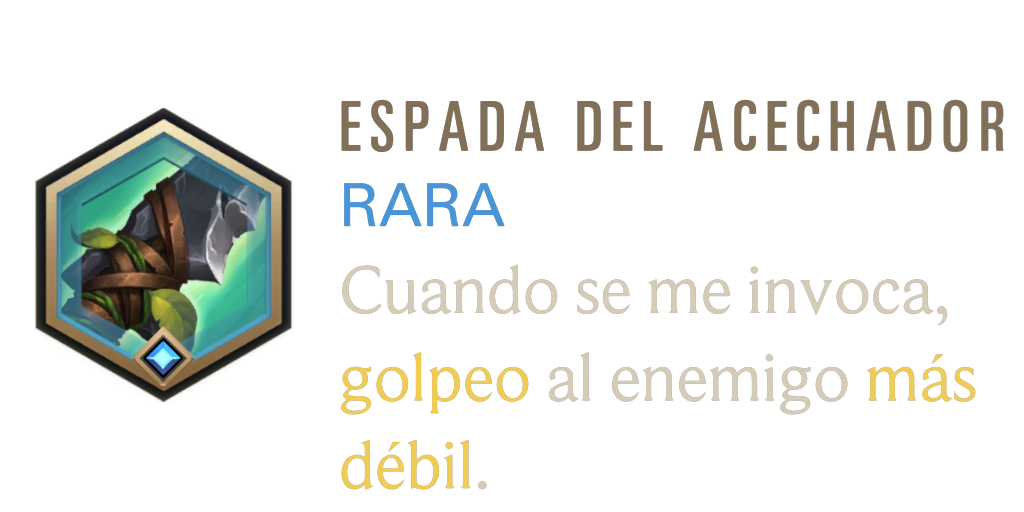 ESPADA DEL ACECHADOR
RARA
Cuando se me invoca,
golpeo al enemigo más
débil.